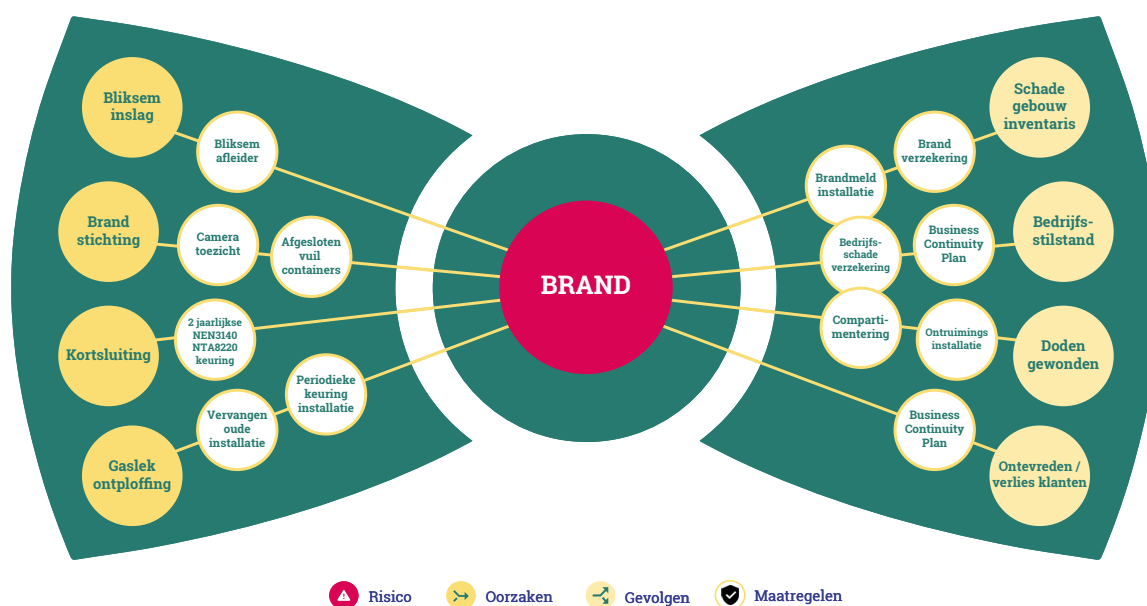 Bliksem
inslag
Bliksem
afleider
Brand
stichting
Camera
toezicht
Afgesloten
vuil
containers
Kortsluiting
2 jaarlijkse
NEN3140
NTA8220
keuring
Gaslek
ontploffing
Vervangen
oude
installatie
Periodieke
keuring
installatie
BRAND
Brandmeld
installatie
Brand
verzekering
Schade
gebouw
inventaris
Bedrijfs-
schade
verzekering
Business
Continuity
Plan
Bedrijfs-
stilstand
Comparti-
mentering
Ontruimings
installatie
Doden
gewonden
Business
Continuity
Plan
Ontevreden /
verlies klanten
Risico
Oorzaken
Gevolgen
Maatregelen